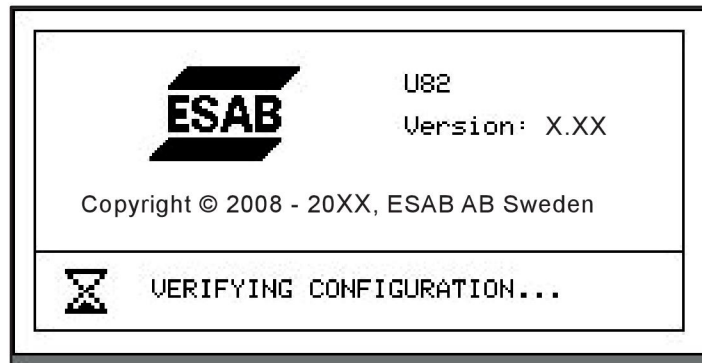 ESAB
U82
Version: X.XX
Copyright © 2008 - 20XX, ESAB AB Sweden
VERIFYING CONFIGURATION...